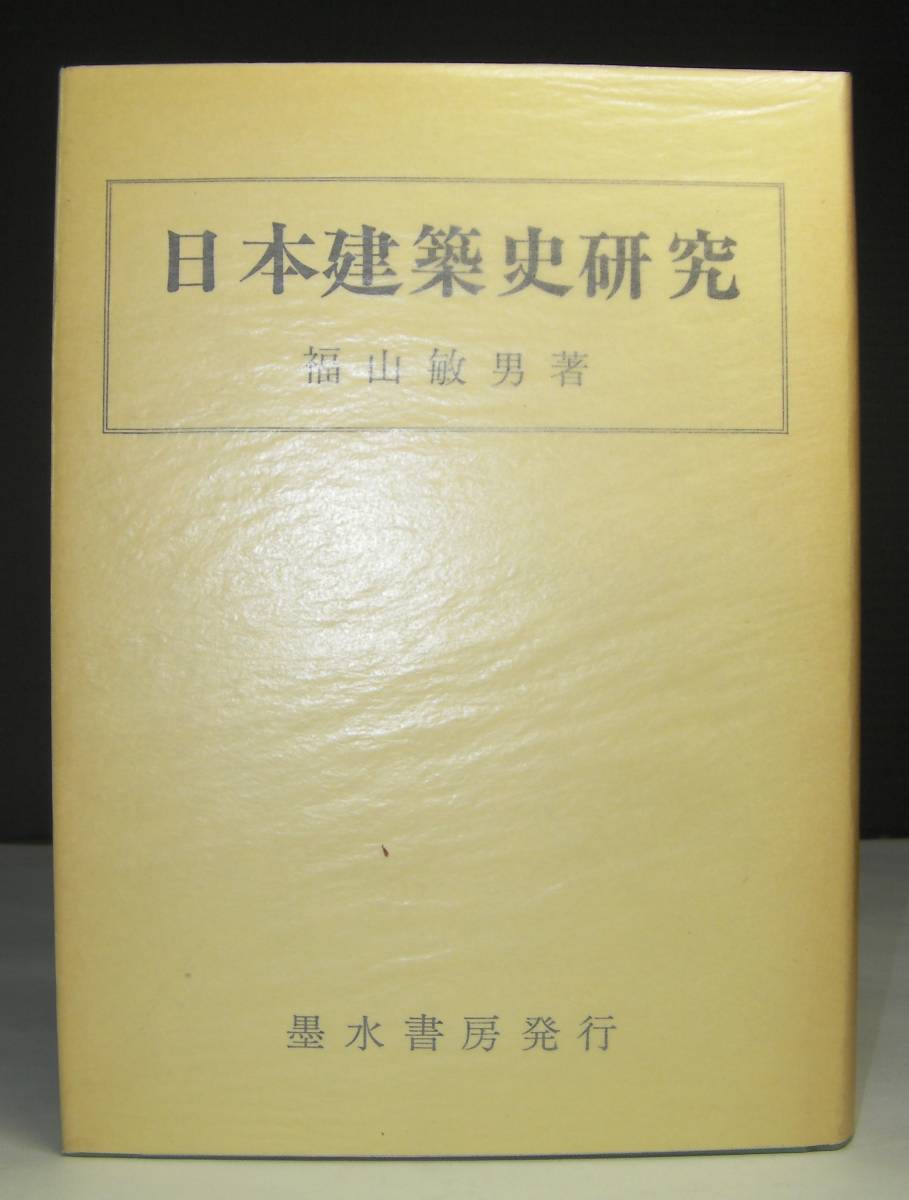 日本建築史研究
福山敏男著
墨水書房発行